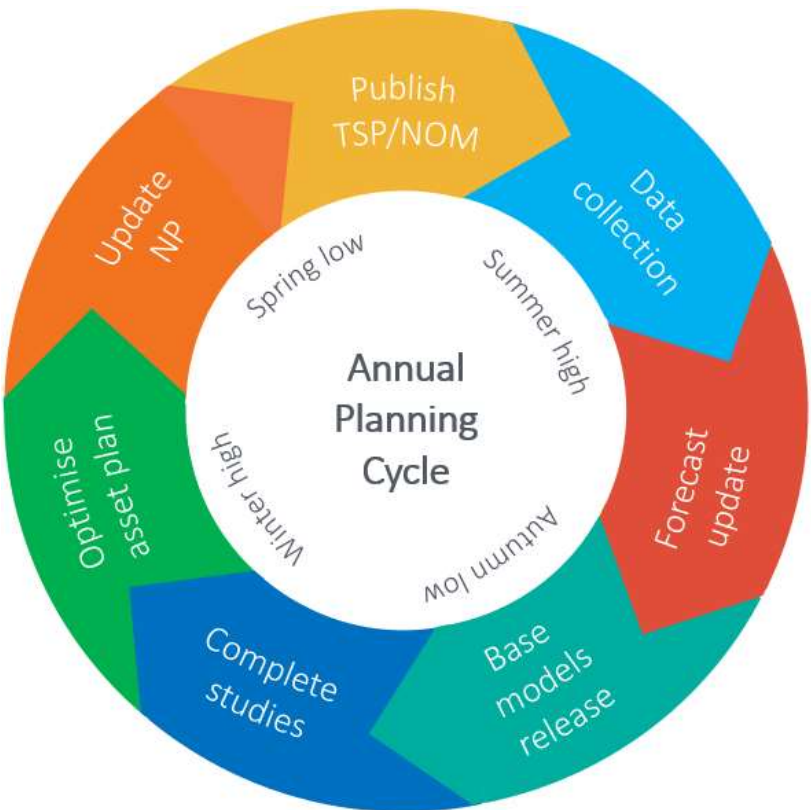 Publish
TSP/NOM
Data
collection
Forecast
update
Base
models
release
Complete
studies
Optimise
asset plan
Update
NP
Spring low
Summer high
Autumn low
Winter high
Annual
Planning
Cycle